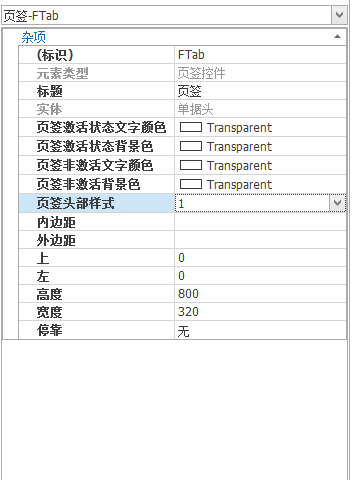 页签-FTab
杂项
(标识) FTab
元素类型 页签控件
标题 页签
实体 单据头
页签激活状态文字颜色 Transparent
页签激活状态背景色 Transparent
页签非激活文字颜色 Transparent
页签非激活背景色 Transparent
页签头部样式 1
内边距
外边距
上 0
左 0
高度 800
宽度 320
停靠 无